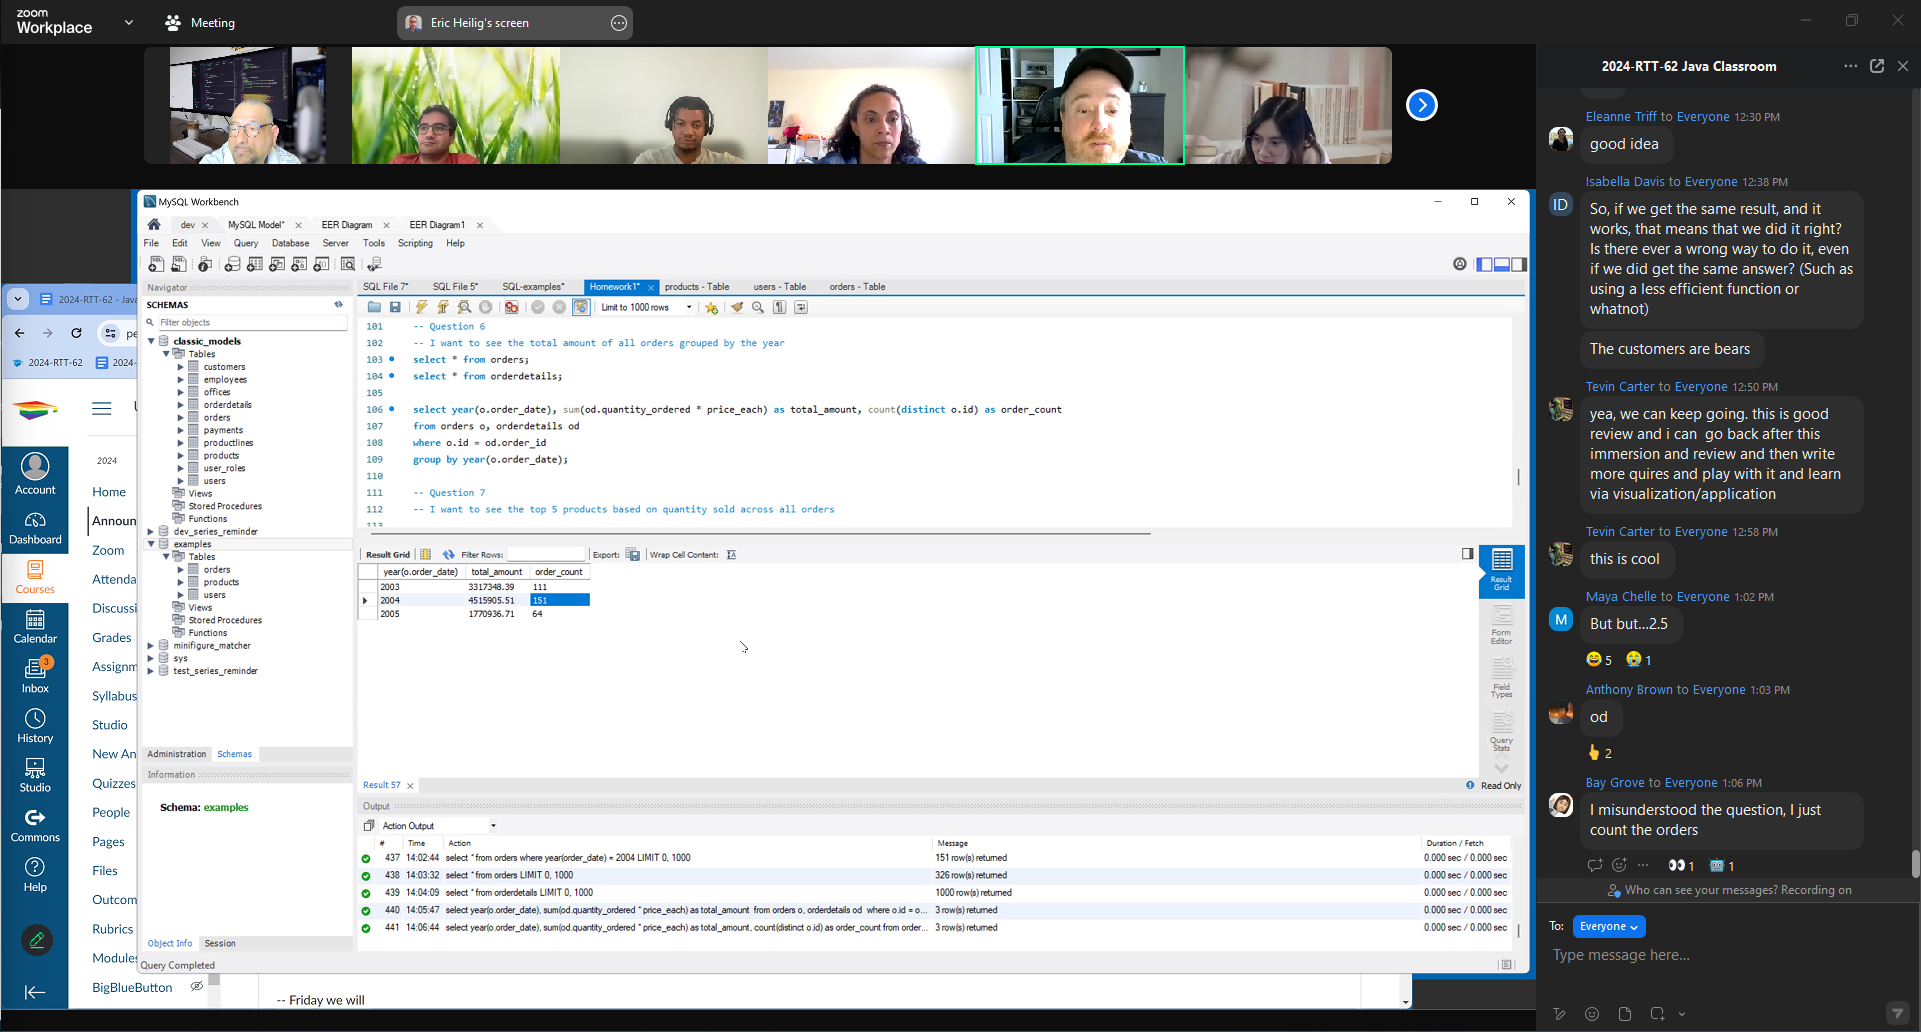 zoom
Workplace
Meeting
Eric Heilig's screen
2024-RTT-62 Java Classroom
Eleanne Triff to Everyone 12:30 PM
good idea
Isabella Davis to Everyone 12:38 PM
ID
So, if we get the same result, and it
works, that means that we did it right?
Is there ever a wrong way to do it, even
if we did get the same answer? (Such as
using a less efficient function or
whatnot)
The customers are bears
Tevin Carter to Everyone 12:50 PM
yea, we can keep going. this is good
review and i can go back after this
immersion and review and then write
more quires and play with it and learn
via visualization/application
Tevin Carter to Everyone 12:58 PM
this is cool
Maya Chelle to Everyone 1:02 PM
M
But but...2.5
5 1
Anthony Brown to Everyone 1:03 PM
od
2
Bay Grove to Everyone 1:06 PM
I misunderstood the question, I just
count the orders
1 1
Who can see your messages? Recording on
To: Everyone
Type message here...
MySQL Workbench
dev
MySQL Model*
EER Diagram
EER Diagram1
File Edit View Query Database Server Tools Scripting Help
Navigator
SCHEMAS
Filter objects
classic_models
Tables
customers
employees
offices
orderdetails
orders
payments
productlines
products
user_roles
users
Views
Stored Procedures
Functions
dev_series_reminder
examples
Tables
orders
products
users
Views
Stored Procedures
Functions
minifigure_matcher
sys
test_series_reminder
Administration Schemas
Information
Schema: examples
Object Info Session
Query Completed
SQL File 7* SQL File 5* SQL-examples* Homework1* products - Table users - Table orders - Table
Limit to 1000 rows
101 -- Question 6
102 -- I want to see the total amount of all orders grouped by the year
103 select * from orders;
104 select * from orderdetails;
105
106 select year(o.order_date), sum(od.quantity_ordered * price_each) as total_amount, count(distinct o.id) as order_count
107 from orders o, orderdetails od
108 where o.id = od.order_id
109 group by year(o.order_date);
110
111 -- Question 7
112 -- I want to see the top 5 products based on quantity sold across all orders
113
Result Grid Filter Rows: Export: Wrap Cell Content:
year(o.order_date) total_amount order_count
2003 3317348.39 111
2004 4515905.51 151
2005 1770936.71 64
Result
Grid
Form
Editor
Field
Types
Query
Stats
Result 57
Read Only
Output
Action Output
# Time Action Message Duration / Fetch
437 14:02:44 select * from orders where year(order_date) = 2004 LIMIT 0, 1000 151 row(s) returned 0.000 sec / 0.000 sec
438 14:03:32 select * from orders LIMIT 0, 1000 326 row(s) returned 0.000 sec / 0.000 sec
439 14:04:09 select * from orderdetails LIMIT 0, 1000 1000 row(s) returned 0.000 sec / 0.000 sec
440 14:05:47 select year(o.order_date), sum(od.quantity_ordered * price_each) as total_amount from orders o, orderdetails od where o.id = o... 3 row(s) returned 0.000 sec / 0.000 sec
441 14:06:44 select year(o.order_date), sum(od.quantity_ordered * price_each) as total_amount, count(distinct o.id) as order_count from order... 3 row(s) returned 0.000 sec / 0.000 sec
2024-RTT-62 - Java
pe
2024-RTT-62
2024-
Account
Dashboard
Courses
Calendar
3
Inbox
History
Studio
Commons
Help
2024
Home
Announ
Zoom
Attenda
Discussi
Grades
Assignm
Syllabus
Studio
New An
Quizzes
People
Pages
Files
Outcom
Rubrics
Modules
BigBlueButton
-- Friday we will